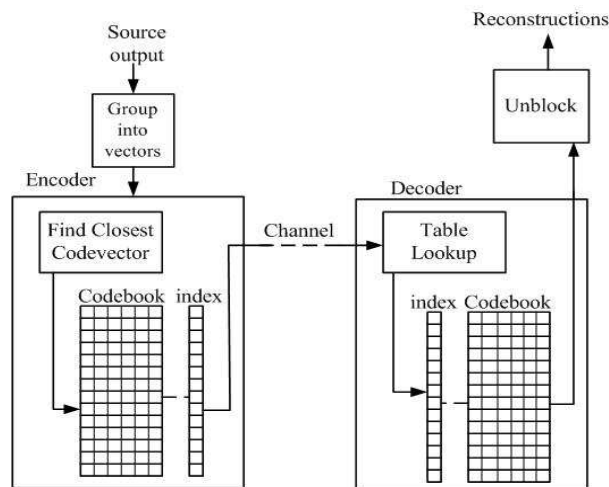 Source
output
Group
into
vectors
Encoder
Find Closest
Codevector
Codebook index
Channel
Reconstructions
Unblock
Decoder
Table
Lookup
index Codebook